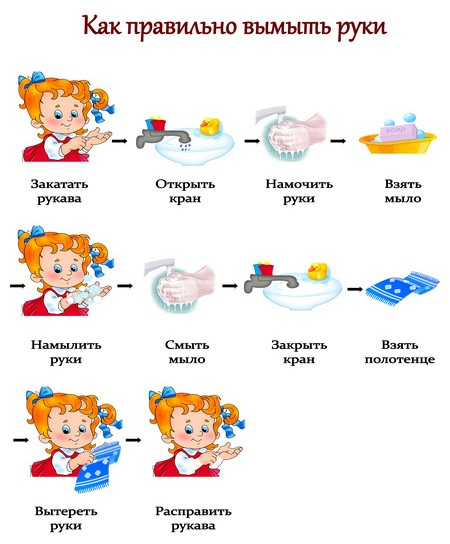 Как правильно вымыть руки
Закатать
рукава
Открыть
кран
Намочить
руки
Взять
мыло
SOAP
Намылить
руки
Смыть
мыло
Закрыть
кран
Взять
полотенце
Вытереть
руки
Расправить
рукава